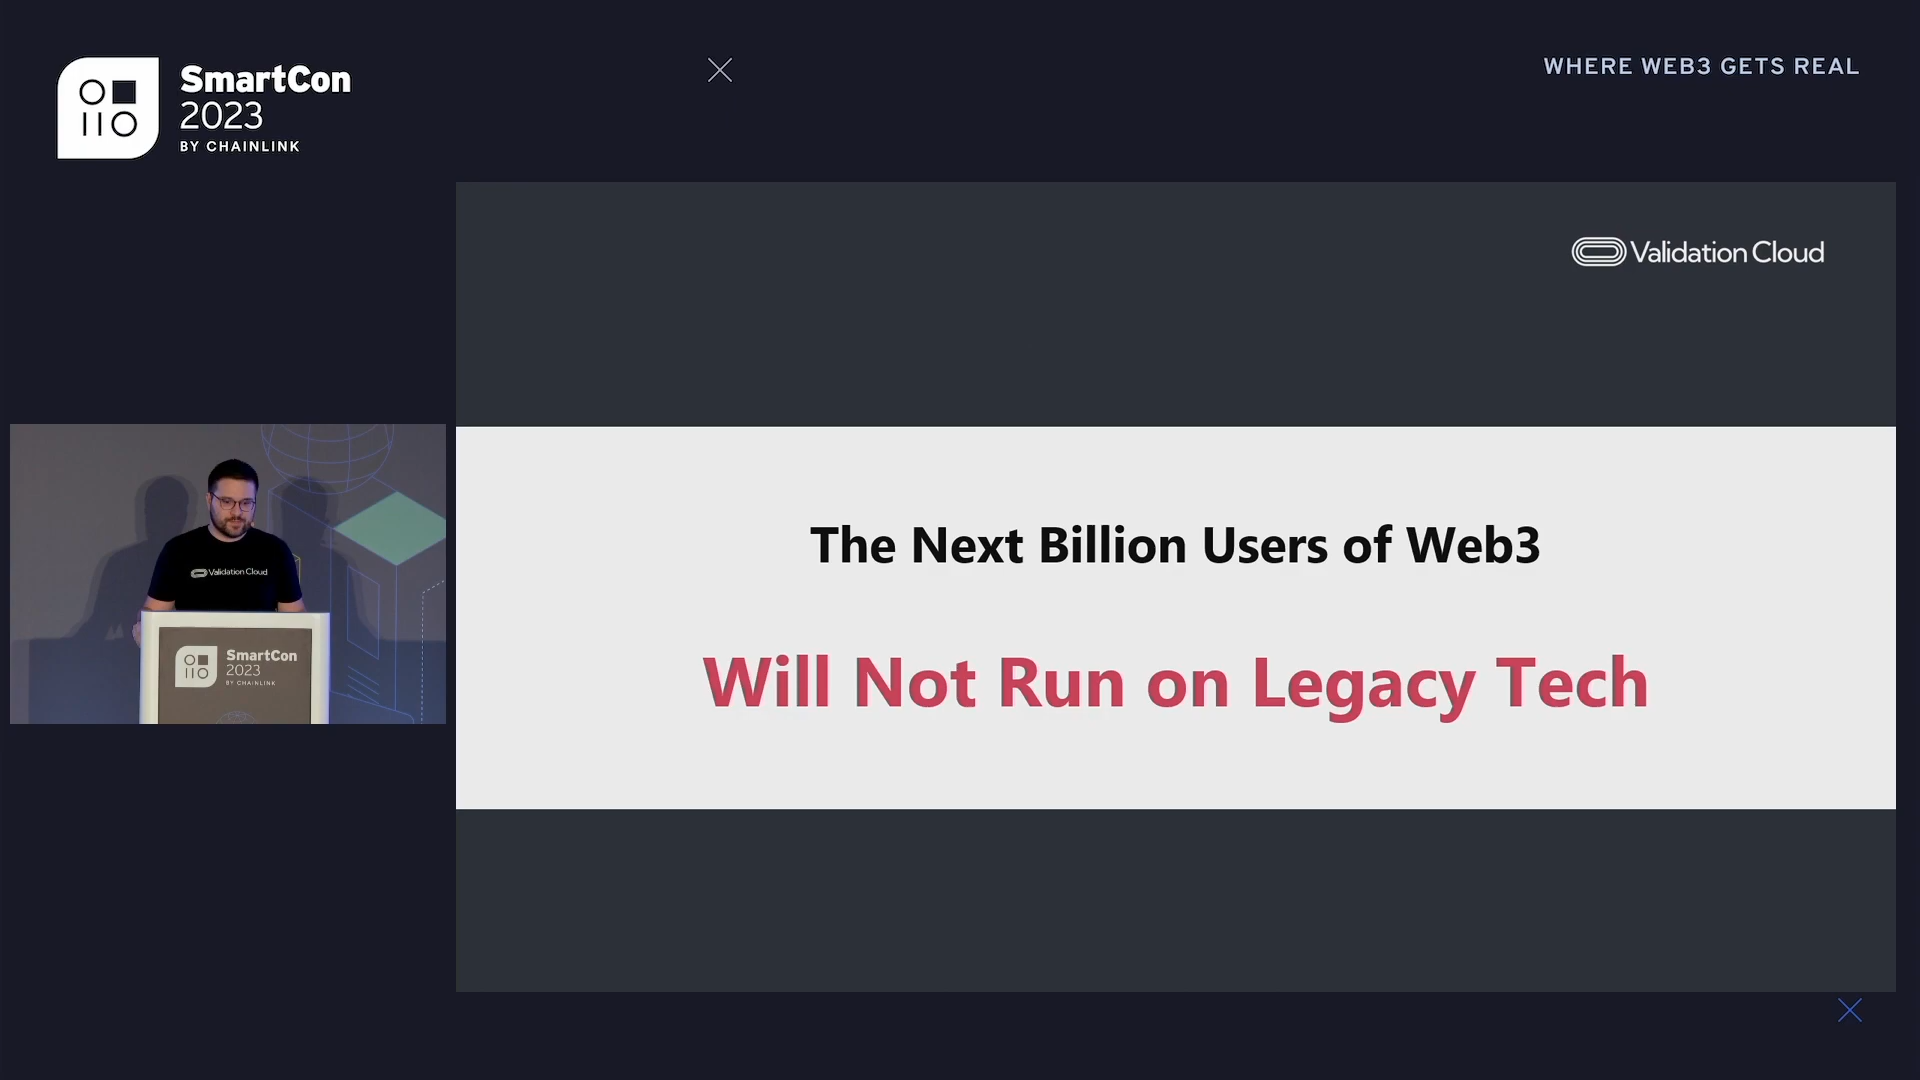 SmartCon
2023
BY CHAINLINK
WHERE WEB3 GETS REAL
Validation Cloud
The Next Billion Users of Web3
Will Not Run on Legacy Tech
Validation Cloud
SmartCon
2023
BY CHAINLINK